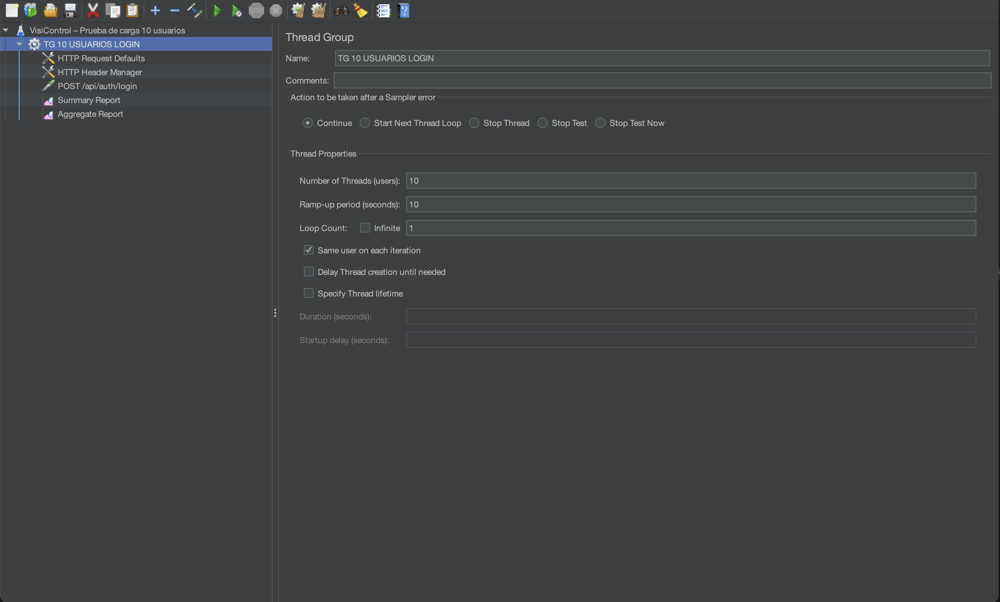 STOP
?
VisiControl – Prueba de carga 10 usuarios
TG 10 USUARIOS LOGIN
HTTP Request Defaults
HTTP Header Manager
POST /api/auth/login
Summary Report
Aggregate Report
Thread Group
Name: TG 10 USUARIOS LOGIN
Comments:
Action to be taken after a Sampler error
Continue Start Next Thread Loop Stop Thread Stop Test Stop Test Now
Thread Properties
Number of Threads (users): 10
Ramp-up period (seconds): 10
Loop Count: Infinite 1
Same user on each iteration
Delay Thread creation until needed
Specify Thread lifetime
Duration (seconds):
Startup delay (seconds):